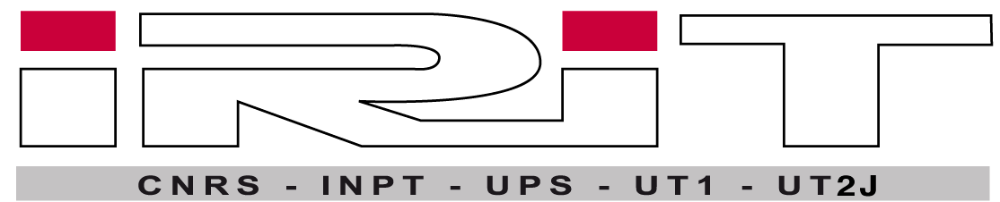 iRiT
CNRS - INPT - UPS - UT1 - UT2J